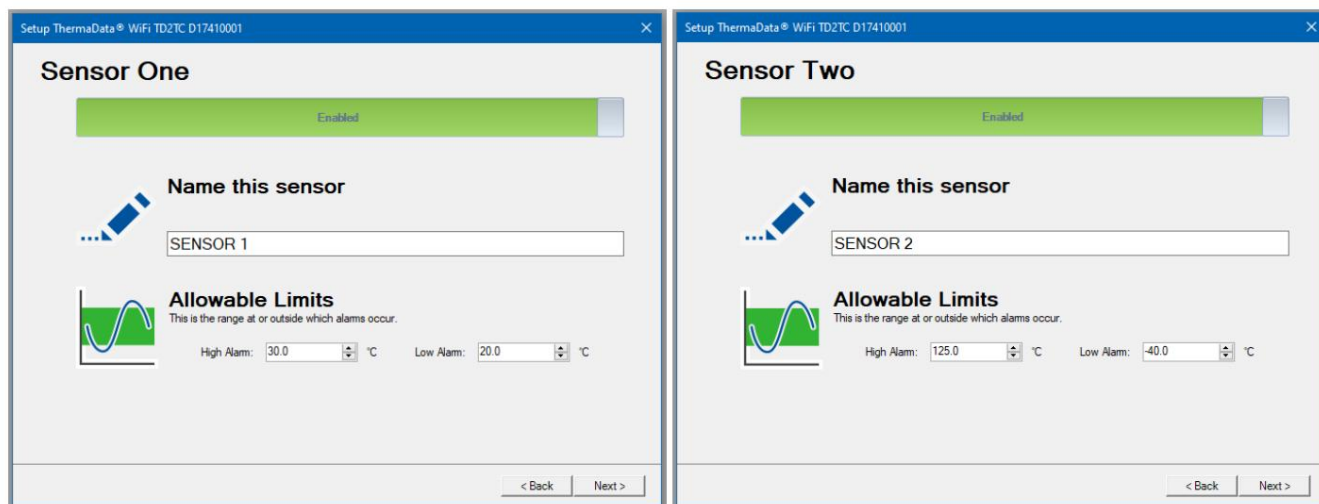 Setup ThermaData® WiFi TD2TC D17410001
Sensor One
Enabled
Name this sensor
SENSOR 1
Allowable Limits
This is the range at or outside which alarms occur.
High Alarm: 30.0 °C Low Alarm: 20.0 °C
< Back Next >
Setup ThermaData® WiFi TD2TC D17410001
Sensor Two
Enabled
Name this sensor
SENSOR 2
Allowable Limits
This is the range at or outside which alarms occur.
High Alarm: 125.0 °C Low Alarm: -40.0 °C
< Back Next >